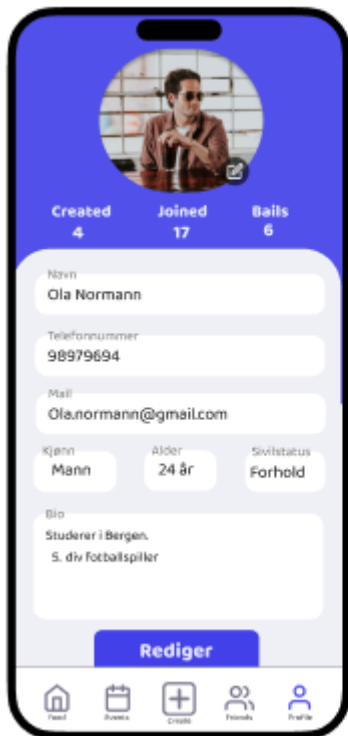 Created Joined Bails
4 17 6
Navn
Ola Normann
Telefonnummer
98979694
Mail
Ola.normann@gmail.com
Kjønn Alder Sivilstatus
Mann 24 år Forhold
Bio
Studerer i Bergen.
5. div fotballspiller
Rediger
Feed Events Create Friends Profile